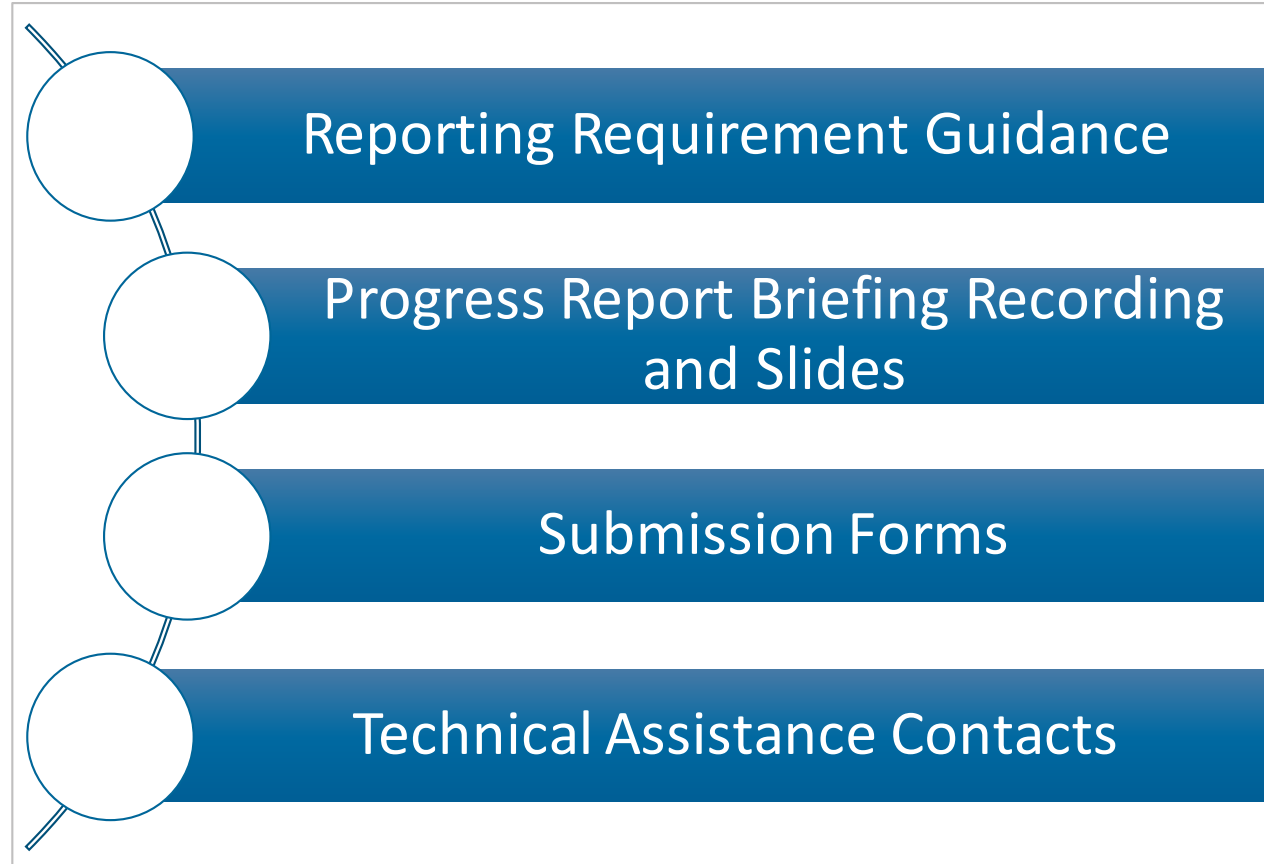 Reporting Requirement Guidance
Progress Report Briefing Recording
and Slides
Submission Forms
Technical Assistance Contacts